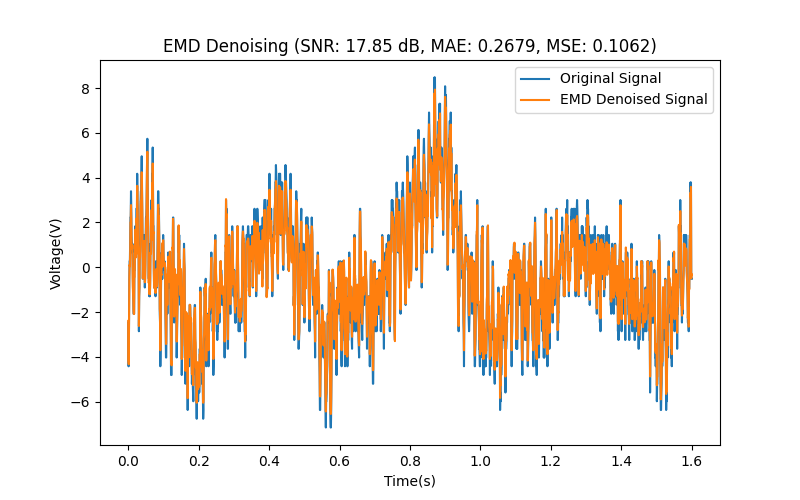 EMD Denoising (SNR: 17.85 dB, MAE: 0.2679, MSE: 0.1062)
Original Signal
EMD Denoised Signal
Voltage(V)
8
6
4
2
0
−2
−4
−6
0.0 0.2 0.4 0.6 0.8 1.0 1.2 1.4 1.6
Time(s)